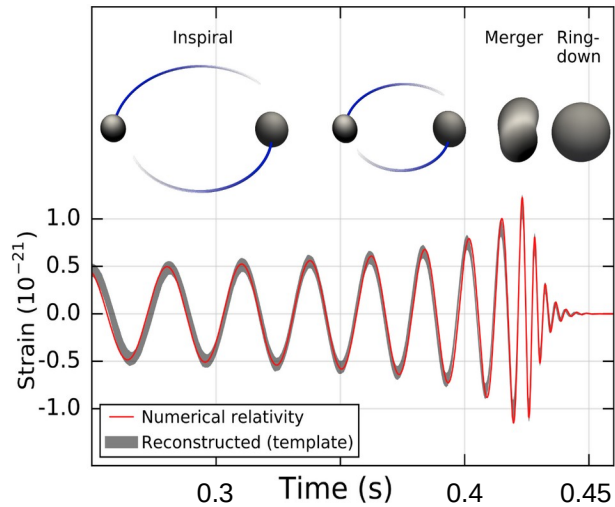 Inspiral
Merger Ring-
down
1.0
0.5
0.0
-0.5
-1.0
Strain (10⁻²¹)
Numerical relativity
Reconstructed (template)
0.3 Time (s) 0.4 0.45